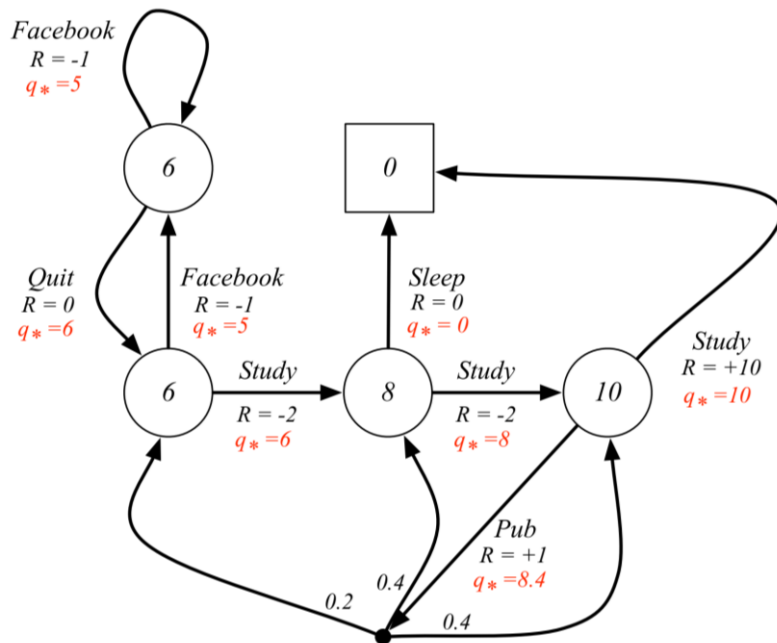 Facebook
R = -1
q* =5
6
0
Quit
R = 0
q* =6
Facebook
R = -1
q* =5
Sleep
R = 0
q* = 0
6
Study
R = -2
q* =6
8
Study
R = -2
q* =8
10
Study
R = +10
q* =10
Pub
R = +1
q* =8.4
0.2
0.4
0.4